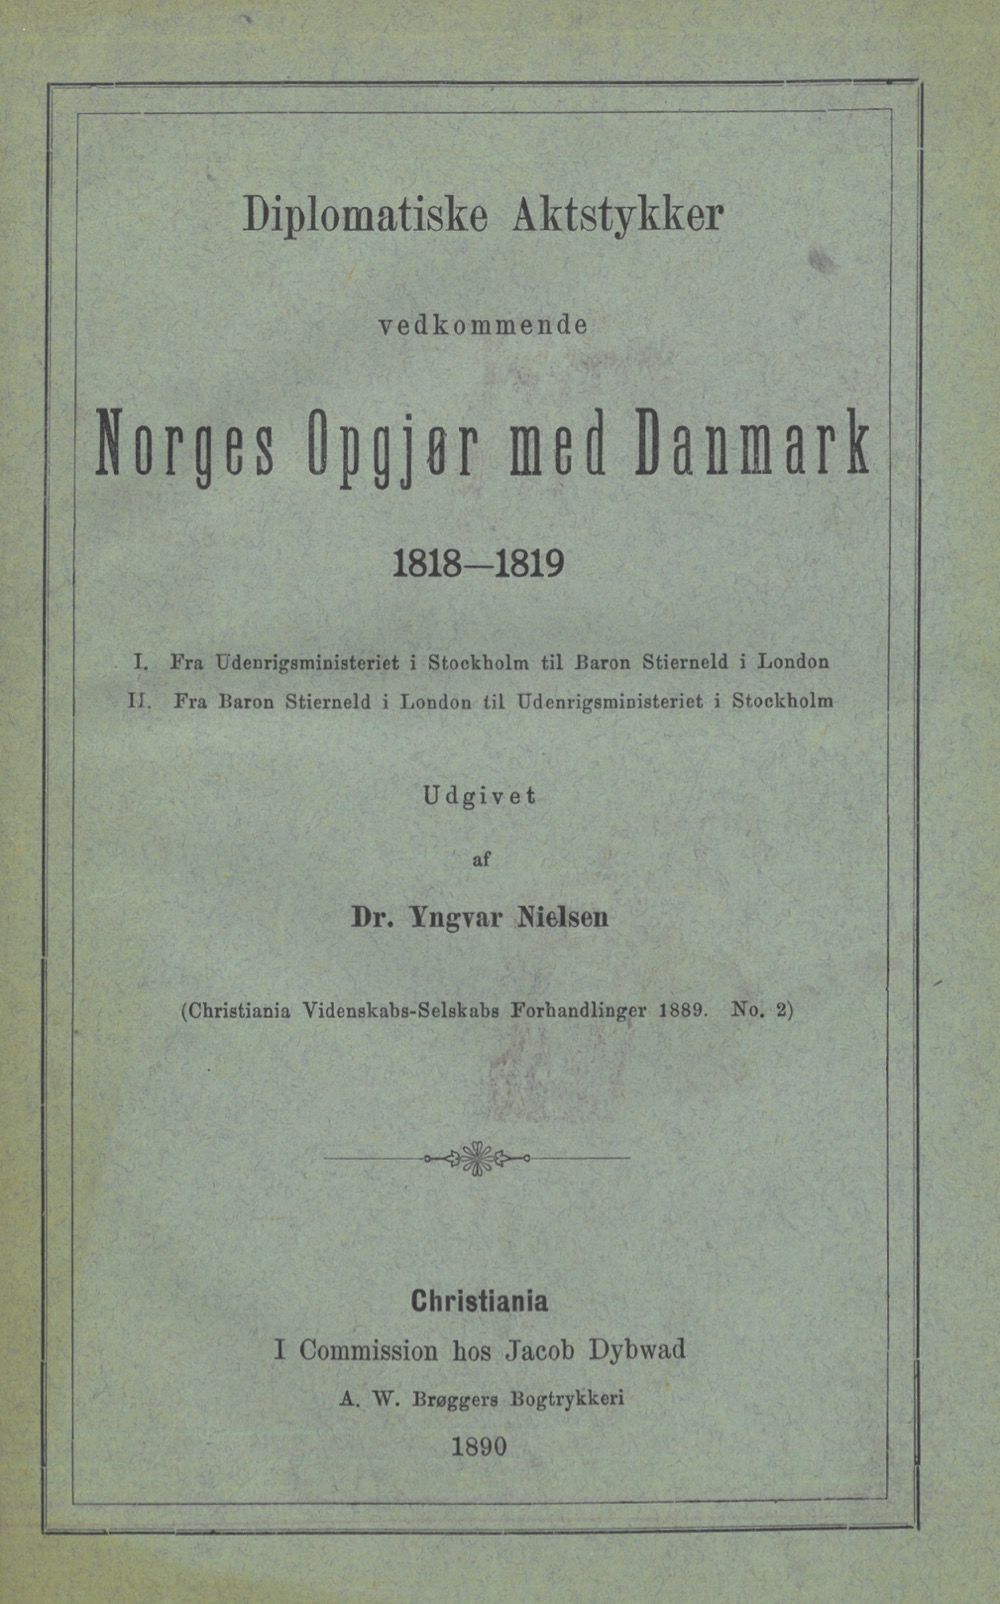 Diplomatiske Aktstykker
vedkommende
Norges Opgjør med Danmark
1818—1819
I. Fra Udenrigsministeriet i Stockholm til Baron Stierneld i London
II. Fra Baron Stierneld i London til Udenrigsministeriet i Stockholm
Udgivet
af
Dr. Yngvar Nielsen
(Christiania Videnskabs-Selskabs Forhandlinger 1889. No. 2)
Christiania
I Commission hos Jacob Dybwad
A. W. Brøggers Bogtrykkeri
1890